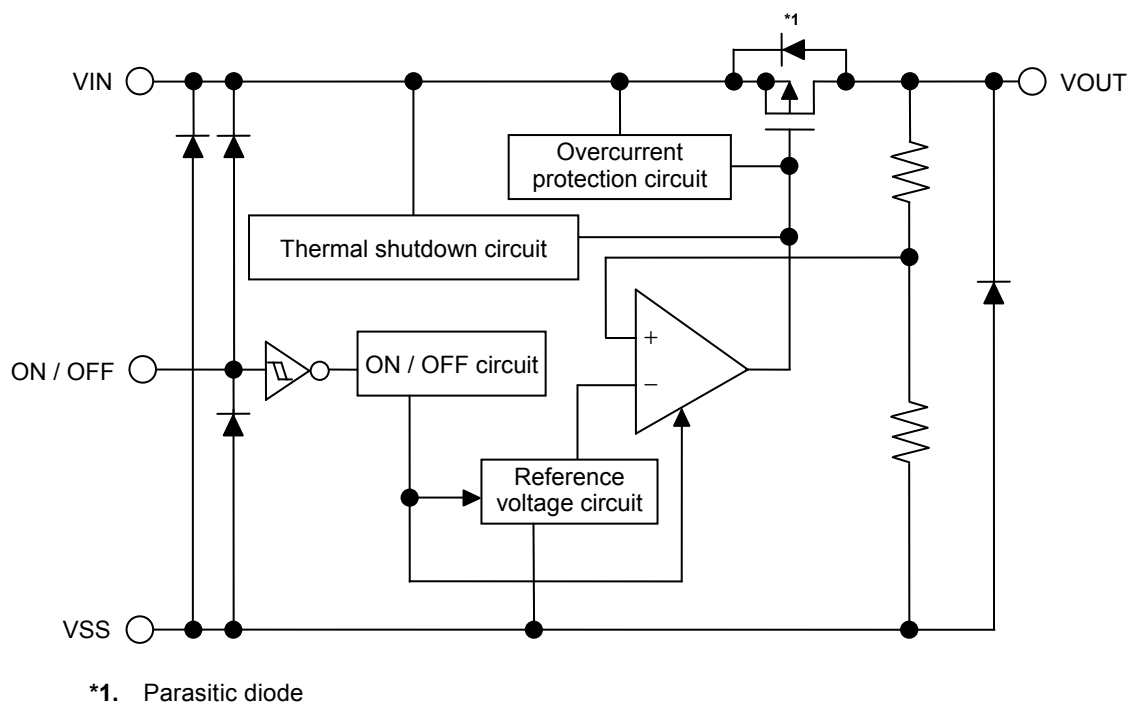 *1
VIN
VOUT
Overcurrent
protection circuit
Thermal shutdown circuit
+
−
ON / OFF
ON / OFF circuit
Reference
voltage circuit
VSS
*1. Parasitic diode